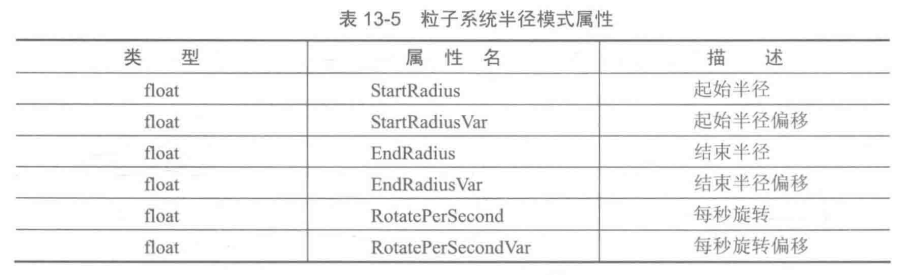 表 13-5 粒子系统半径模式属性
类 型 属 性 名 描 述
float StartRadius 起始半径
float StartRadiusVar 起始半径偏移
float EndRadius 结束半径
float EndRadiusVar 结束半径偏移
float RotatePerSecond 每秒旋转
float RotatePerSecondVar 每秒旋转偏移